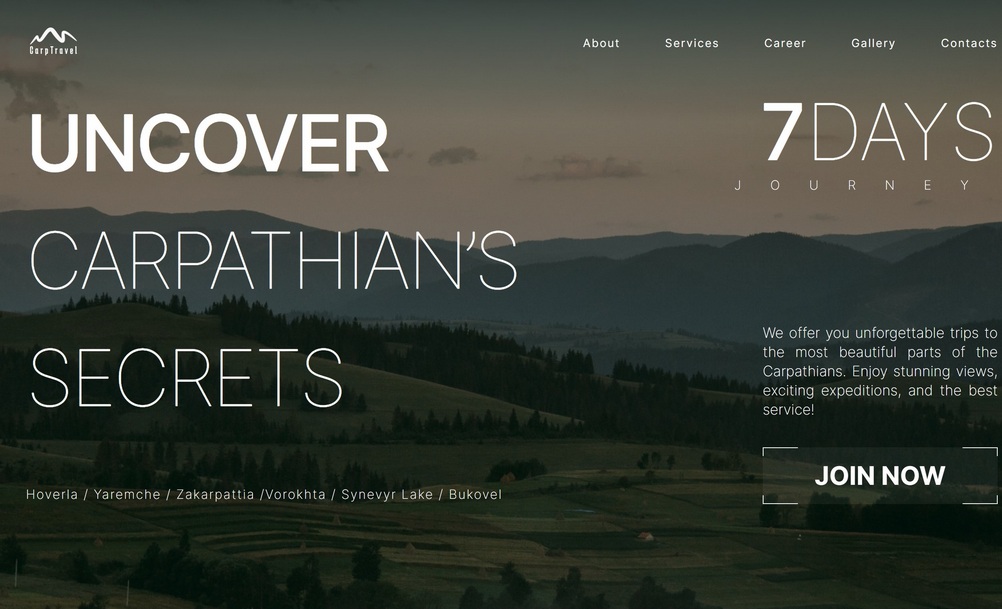 CarpTravel
About Services Career Gallery Contacts
UNCOVER
CARPATHIAN’S
SECRETS
Hoverla / Yaremche / Zakarpattia /Vorokhta / Synevyr Lake / Bukovel
7DAYS
JOURNEY
We offer you unforgettable trips to
the most beautiful parts of the
Carpathians. Enjoy stunning views,
exciting expeditions, and the best
service!
JOIN NOW